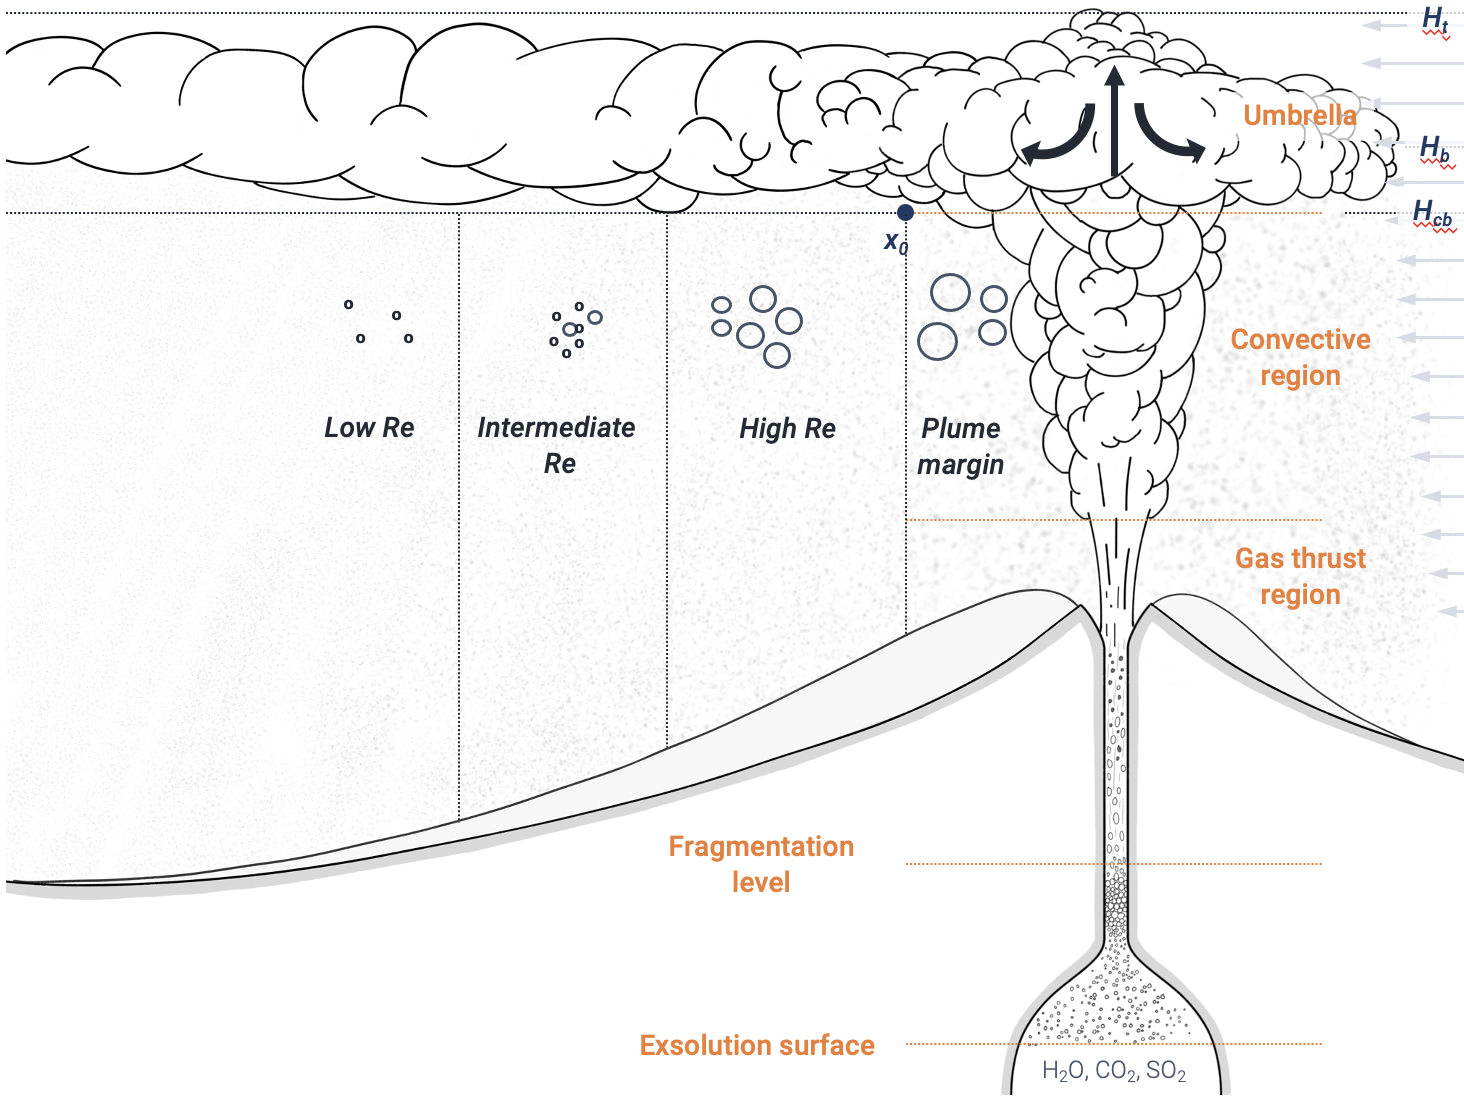 Ht
Umbrella
Hb
Hcb
x0
Convective
region
Low Re
Intermediate
Re
High Re
Plume
margin
Gas thrust
region
Fragmentation
level
Exsolution surface
H2O, CO2, SO2